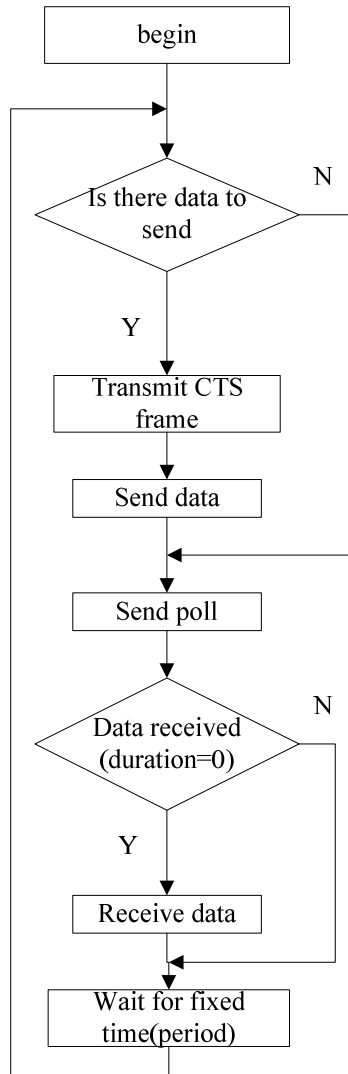 begin
Is there data to
send
N
Y
Transmit CTS
frame
Send data
Send poll
Data received
(duration=0)
N
Y
Receive data
Wait for fixed
time(period)